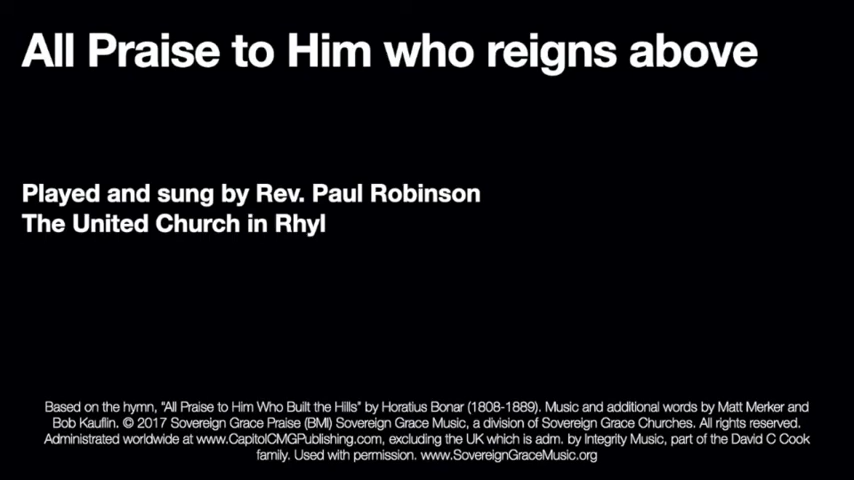 All Praise to Him who reigns above
Played and sung by Rev. Paul Robinson
The United Church in Rhyl
Based on the hymn, "All Praise to Him Who Built the Hills" by Horatius Bonar (1808-1889). Music and additional words by Matt Merker and
Bob Kauflin. © 2017 Sovereign Grace Praise (BMI) Sovereign Grace Music, a division of Sovereign Grace Churches. All rights reserved.
Administrated worldwide at www.CapitolCMGPublishing.com, excluding the UK which is adm. by Integrity Music, part of the David C Cook
family. Used with permission. www.SovereignGraceMusic.org